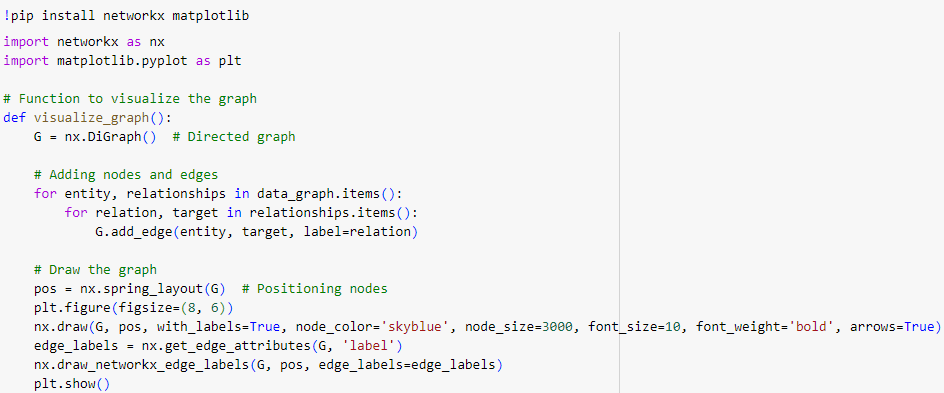 !pip install networkx matplotlib
import networkx as nx
import matplotlib.pyplot as plt
# Function to visualize the graph
def visualize_graph():
    G = nx.DiGraph()  # Directed graph
    # Adding nodes and edges
    for entity, relationships in data_graph.items():
        for relation, target in relationships.items():
            G.add_edge(entity, target, label=relation)
    # Draw the graph
    pos = nx.spring_layout(G)  # Positioning nodes
    plt.figure(figsize=(8, 6))
    nx.draw(G, pos, with_labels=True, node_color='skyblue', node_size=3000, font_size=10, font_weight='bold', arrows=True)
    edge_labels = nx.get_edge_attributes(G, 'label')
    nx.draw_networkx_edge_labels(G, pos, edge_labels=edge_labels)
    plt.show()